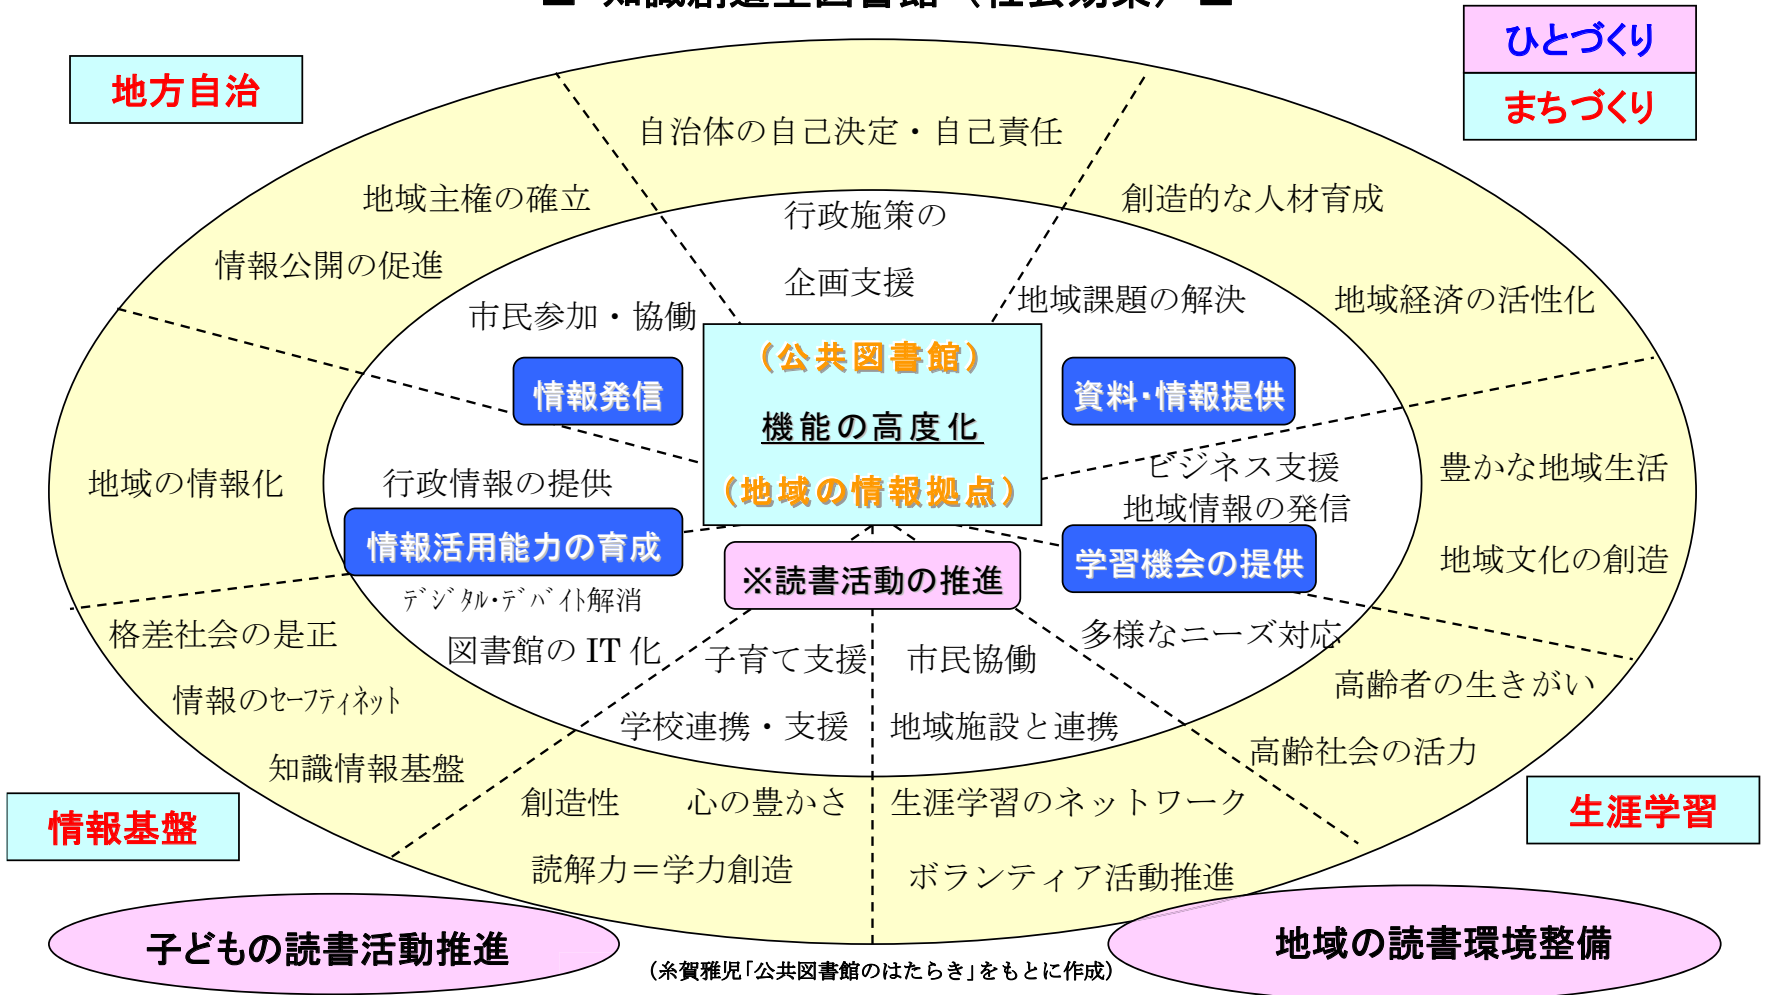 ■ 知識創造型図書館（社会効果） ■
ひとづくり
まちづくり
地方自治
自治体の自己決定・自己責任
地域主権の確立
情報公開の促進
創造的な人材育成
地域経済の活性化
行政施策の
企画支援
市民参加・協働
地域課題の解決
（公共図書館）
機能の高度化
（地域の情報拠点）
情報発信
資料・情報提供
地域の情報化
行政情報の提供
ビジネス支援
地域情報の発信
豊かな地域生活
地域文化の創造
情報活用能力の育成
※読書活動の推進
学習機会の提供
ﾃﾞｼﾞﾀﾙ・ﾃﾞﾊﾞｲﾄ解消
図書館の IT 化
格差社会の是正
情報のｾｰﾌﾃｨﾈｯﾄ
知識情報基盤
子育て支援
学校連携・支援
市民協働
地域施設と連携
多様なニーズ対応
高齢者の生きがい
高齢社会の活力
創造性 心の豊かさ
読解力＝学力創造
生涯学習のネットワーク
ボランティア活動推進
情報基盤
生涯学習
子どもの読書活動推進
地域の読書環境整備
（糸賀雅児「公共図書館のはたらき」をもとに作成）